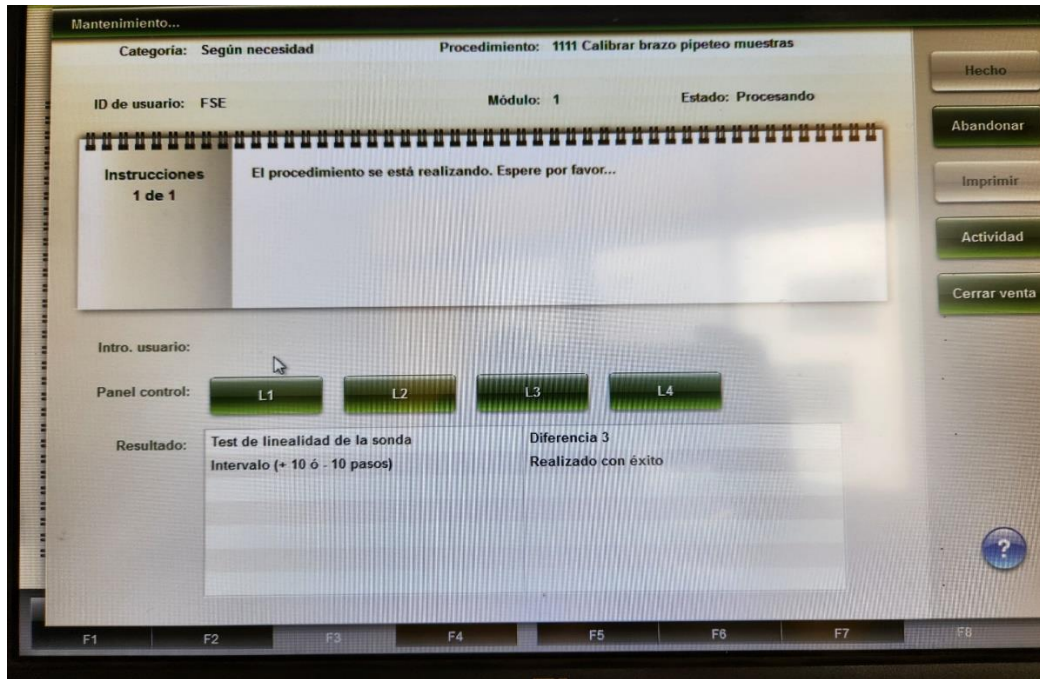 Mantenimiento...
Categoría: Según necesidad Procedimiento: 1111 Calibrar brazo pipeteo muestras
ID de usuario: FSE Módulo: 1 Estado: Procesando
Hecho
Abandonar
Imprimir
Actividad
Cerrar venta
Instrucciones
1 de 1
El procedimiento se está realizando. Espere por favor...
Intro. usuario:
Panel control: L1 L2 L3 L4
Resultado: Test de linealidad de la sonda Diferencia 3
Intervalo (+ 10 ó - 10 pasos) Realizado con éxito
?
F1 F2 F3 F4 F5 F6 F7 F8